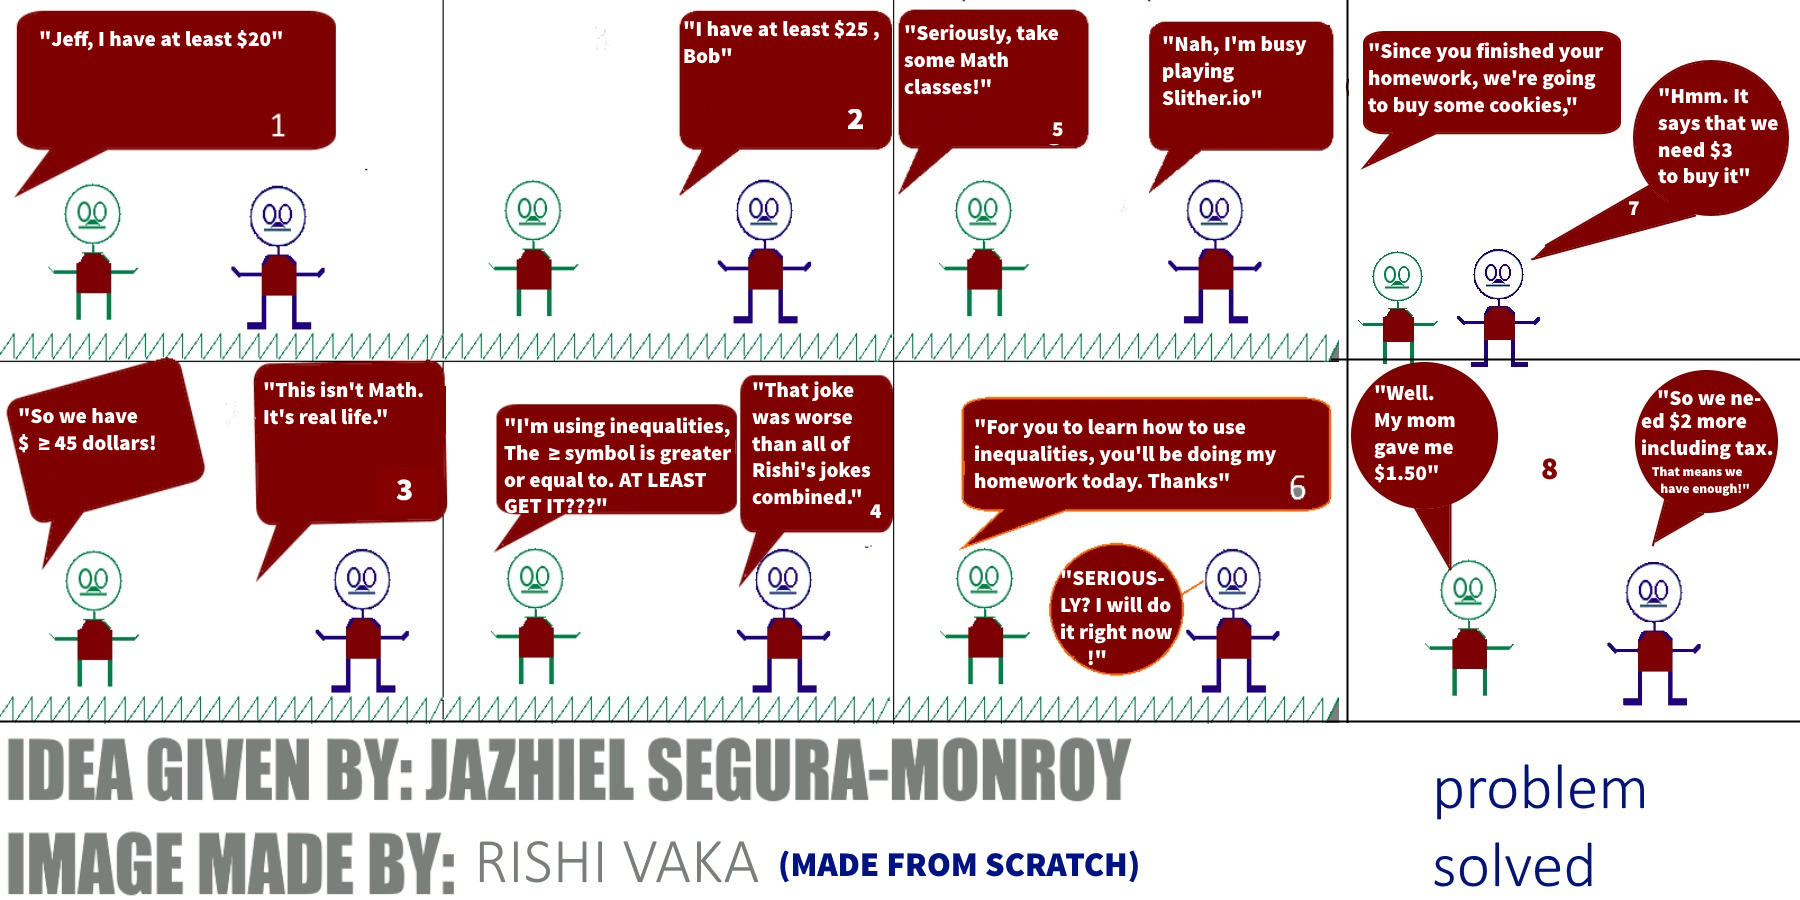 "Jeff, I have at least $20"
1
"I have at least $25 ,
Bob"
2
"So we have
$ ≥ 45 dollars!
"This isn't Math.
It's real life."
3
"I'm using inequalities,
The ≥ symbol is greater
or equal to. AT LEAST
GET IT???"
"That joke
was worse
than all of
Rishi's jokes
combined."
4
"Seriously, take
some Math
classes!"
5
"Nah, I'm busy
playing
Slither.io"
"For you to learn how to use
inequalities, you'll be doing my
homework today. Thanks"
6
"SERIOUS-
LY? I will do
it right now
!"
"Since you finished your
homework, we're going
to buy some cookies,"
"Hmm. It
says that we
need $3
to buy it"
7
"Well.
My mom
gave me
$1.50"
8
"So we ne-
ed $2 more
including tax.
That means we
have enough!"
IDEA GIVEN BY: JAZHIEL SEGURA-MONROY
IMAGE MADE BY: RISHI VAKA (MADE FROM SCRATCH)
problem
solved